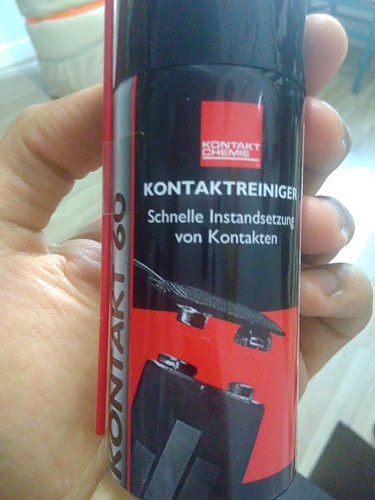 KONTAKT
CHEMIE
KONTAKTREINIGER
Schnelle Instandsetzung
von Kontakten
KONTAKT 60